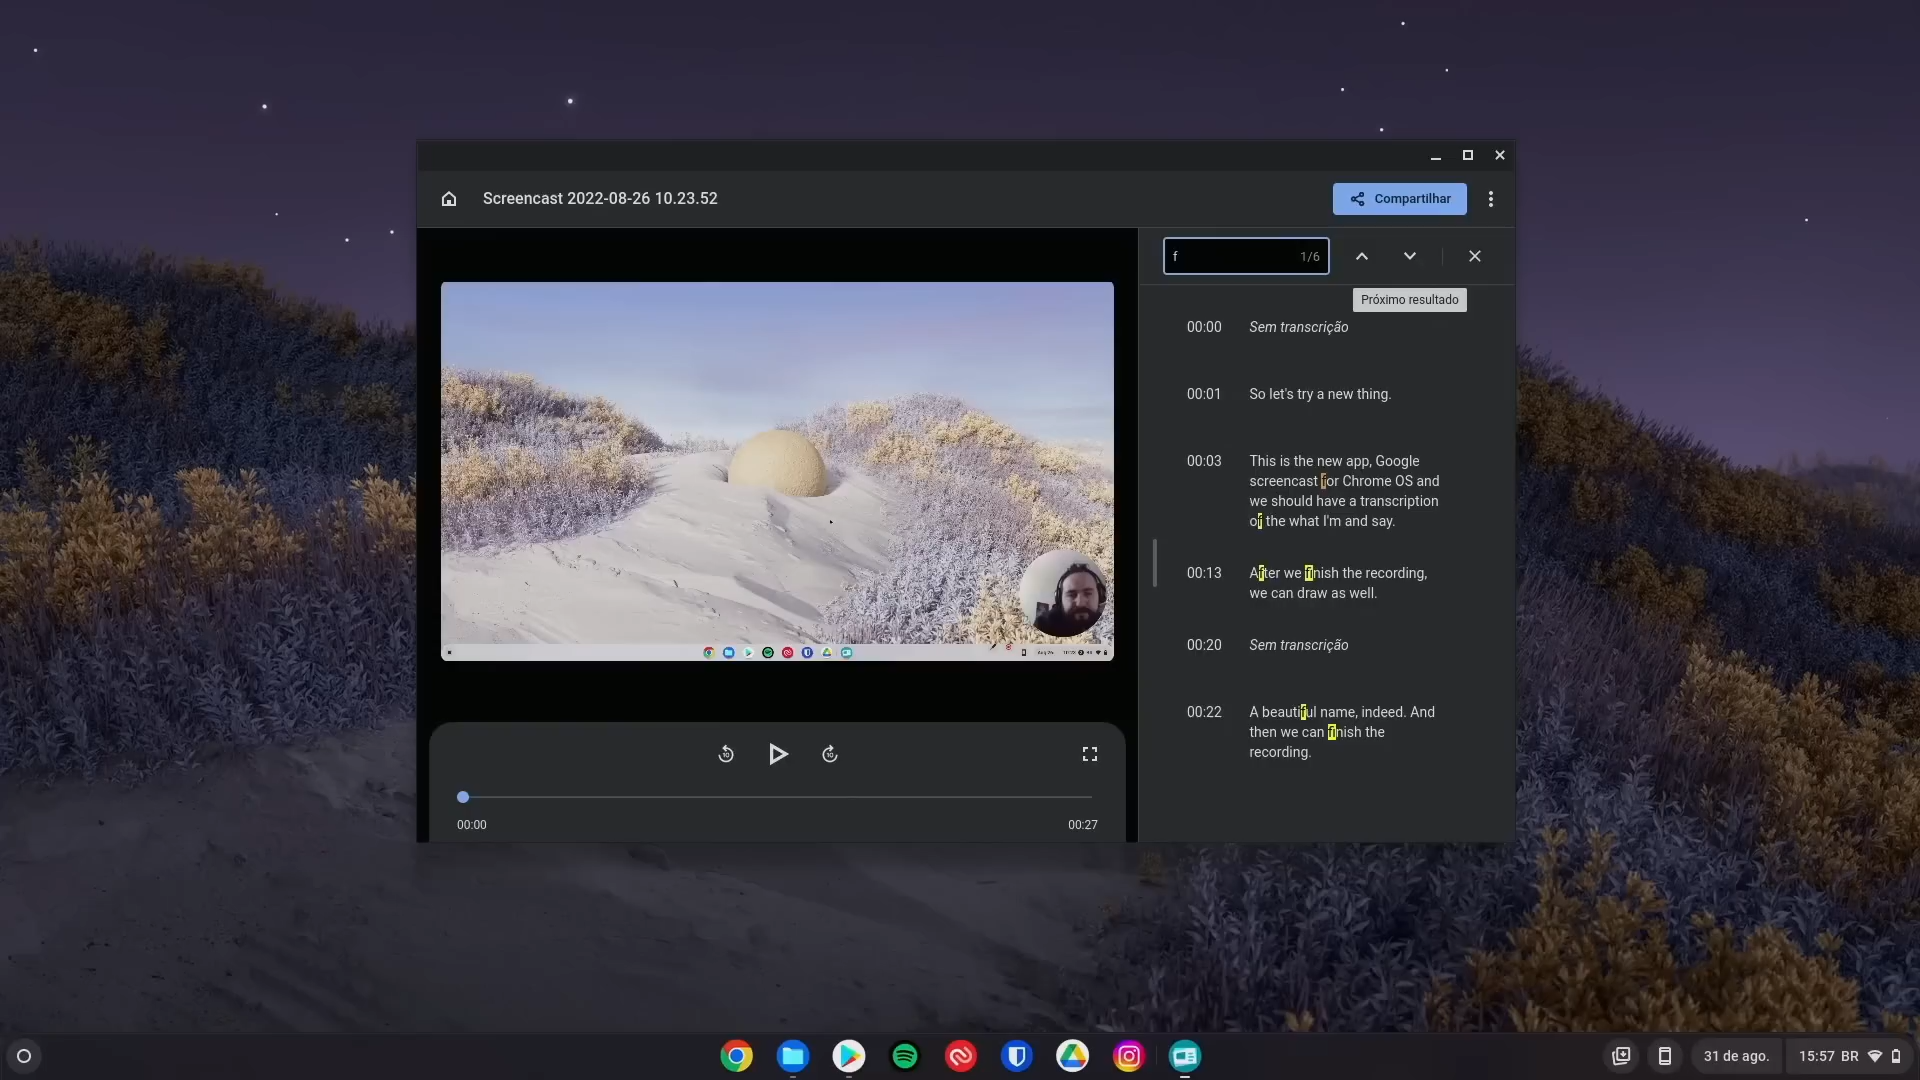 Screencast 2022-08-26 10.23.52
Compartilhar
f
1/6
Próximo resultado
00:00
Sem transcrição
00:01
So let's try a new thing.
00:03
This is the new app, Google
screencast for Chrome OS and
we should have a transcription
of the what I'm and say.
00:13
After we finish the recording,
we can draw as well.
00:20
Sem transcrição
00:22
A beautiful name, indeed. And
then we can finish the
recording.
10
10
00:00
00:27
31 de ago.
15:57 BR